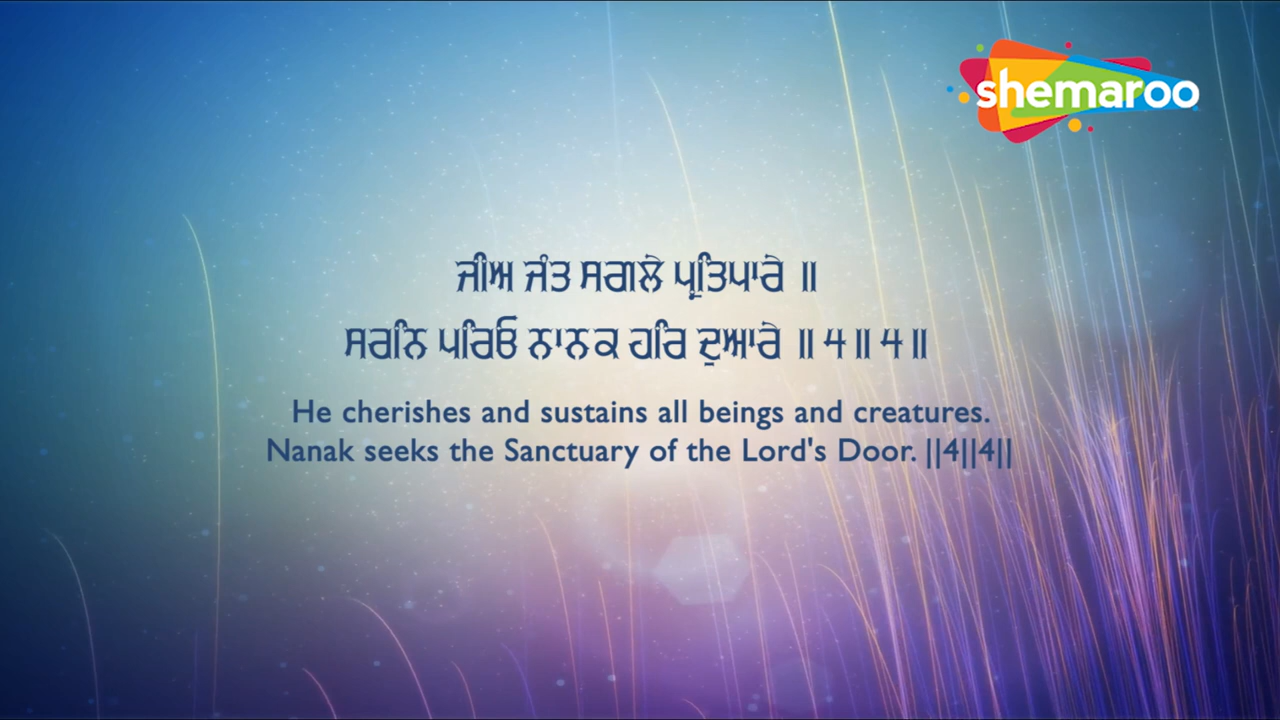 shemaroo
ਜੀਅ ਜੰਤ ਸਗਲੇ ਪ੍ਰਤਿਪਾਰੇ ॥
ਸਰਨਿ ਪਰਿਓ ਨਾਨਕ ਹਰਿ ਦੁਆਰੇ ॥੪॥੪॥
He cherishes and sustains all beings and creatures.
Nanak seeks the Sanctuary of the Lord's Door. ||4||4||